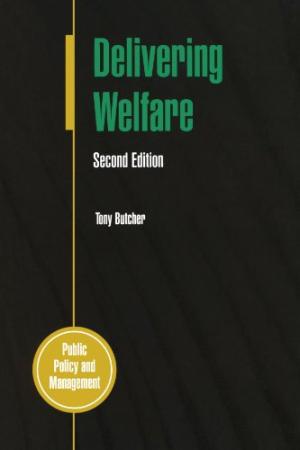 Delivering
Welfare
Second Edition
Tony Butcher
Public
Policy and
Management